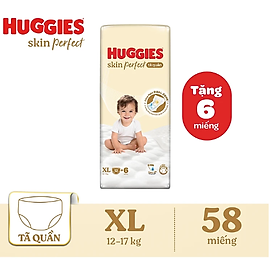 HUGGIES
skin perfect
HUGGIES
skin perfect
TÃ QUẦN
XL
+6
Tặng
6
miếng
TÃ QUẦN
XL
12-17 kg
58
miếng